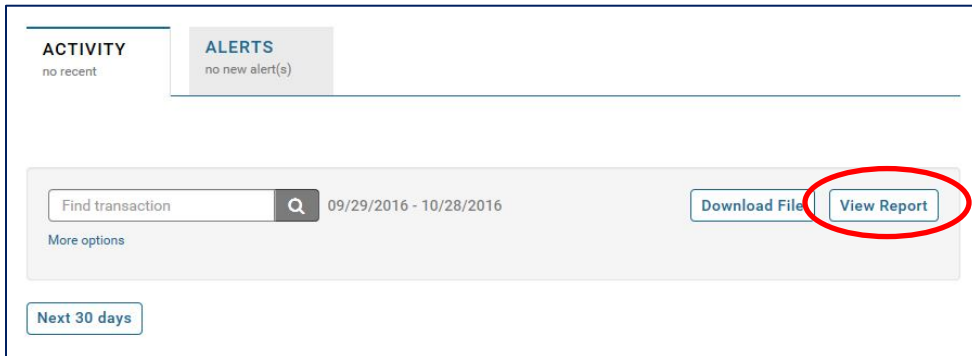 ACTIVITY
no recent
ALERTS
no new alert(s)
Find transaction
09/29/2016 - 10/28/2016
Download File
View Report
More options
Next 30 days